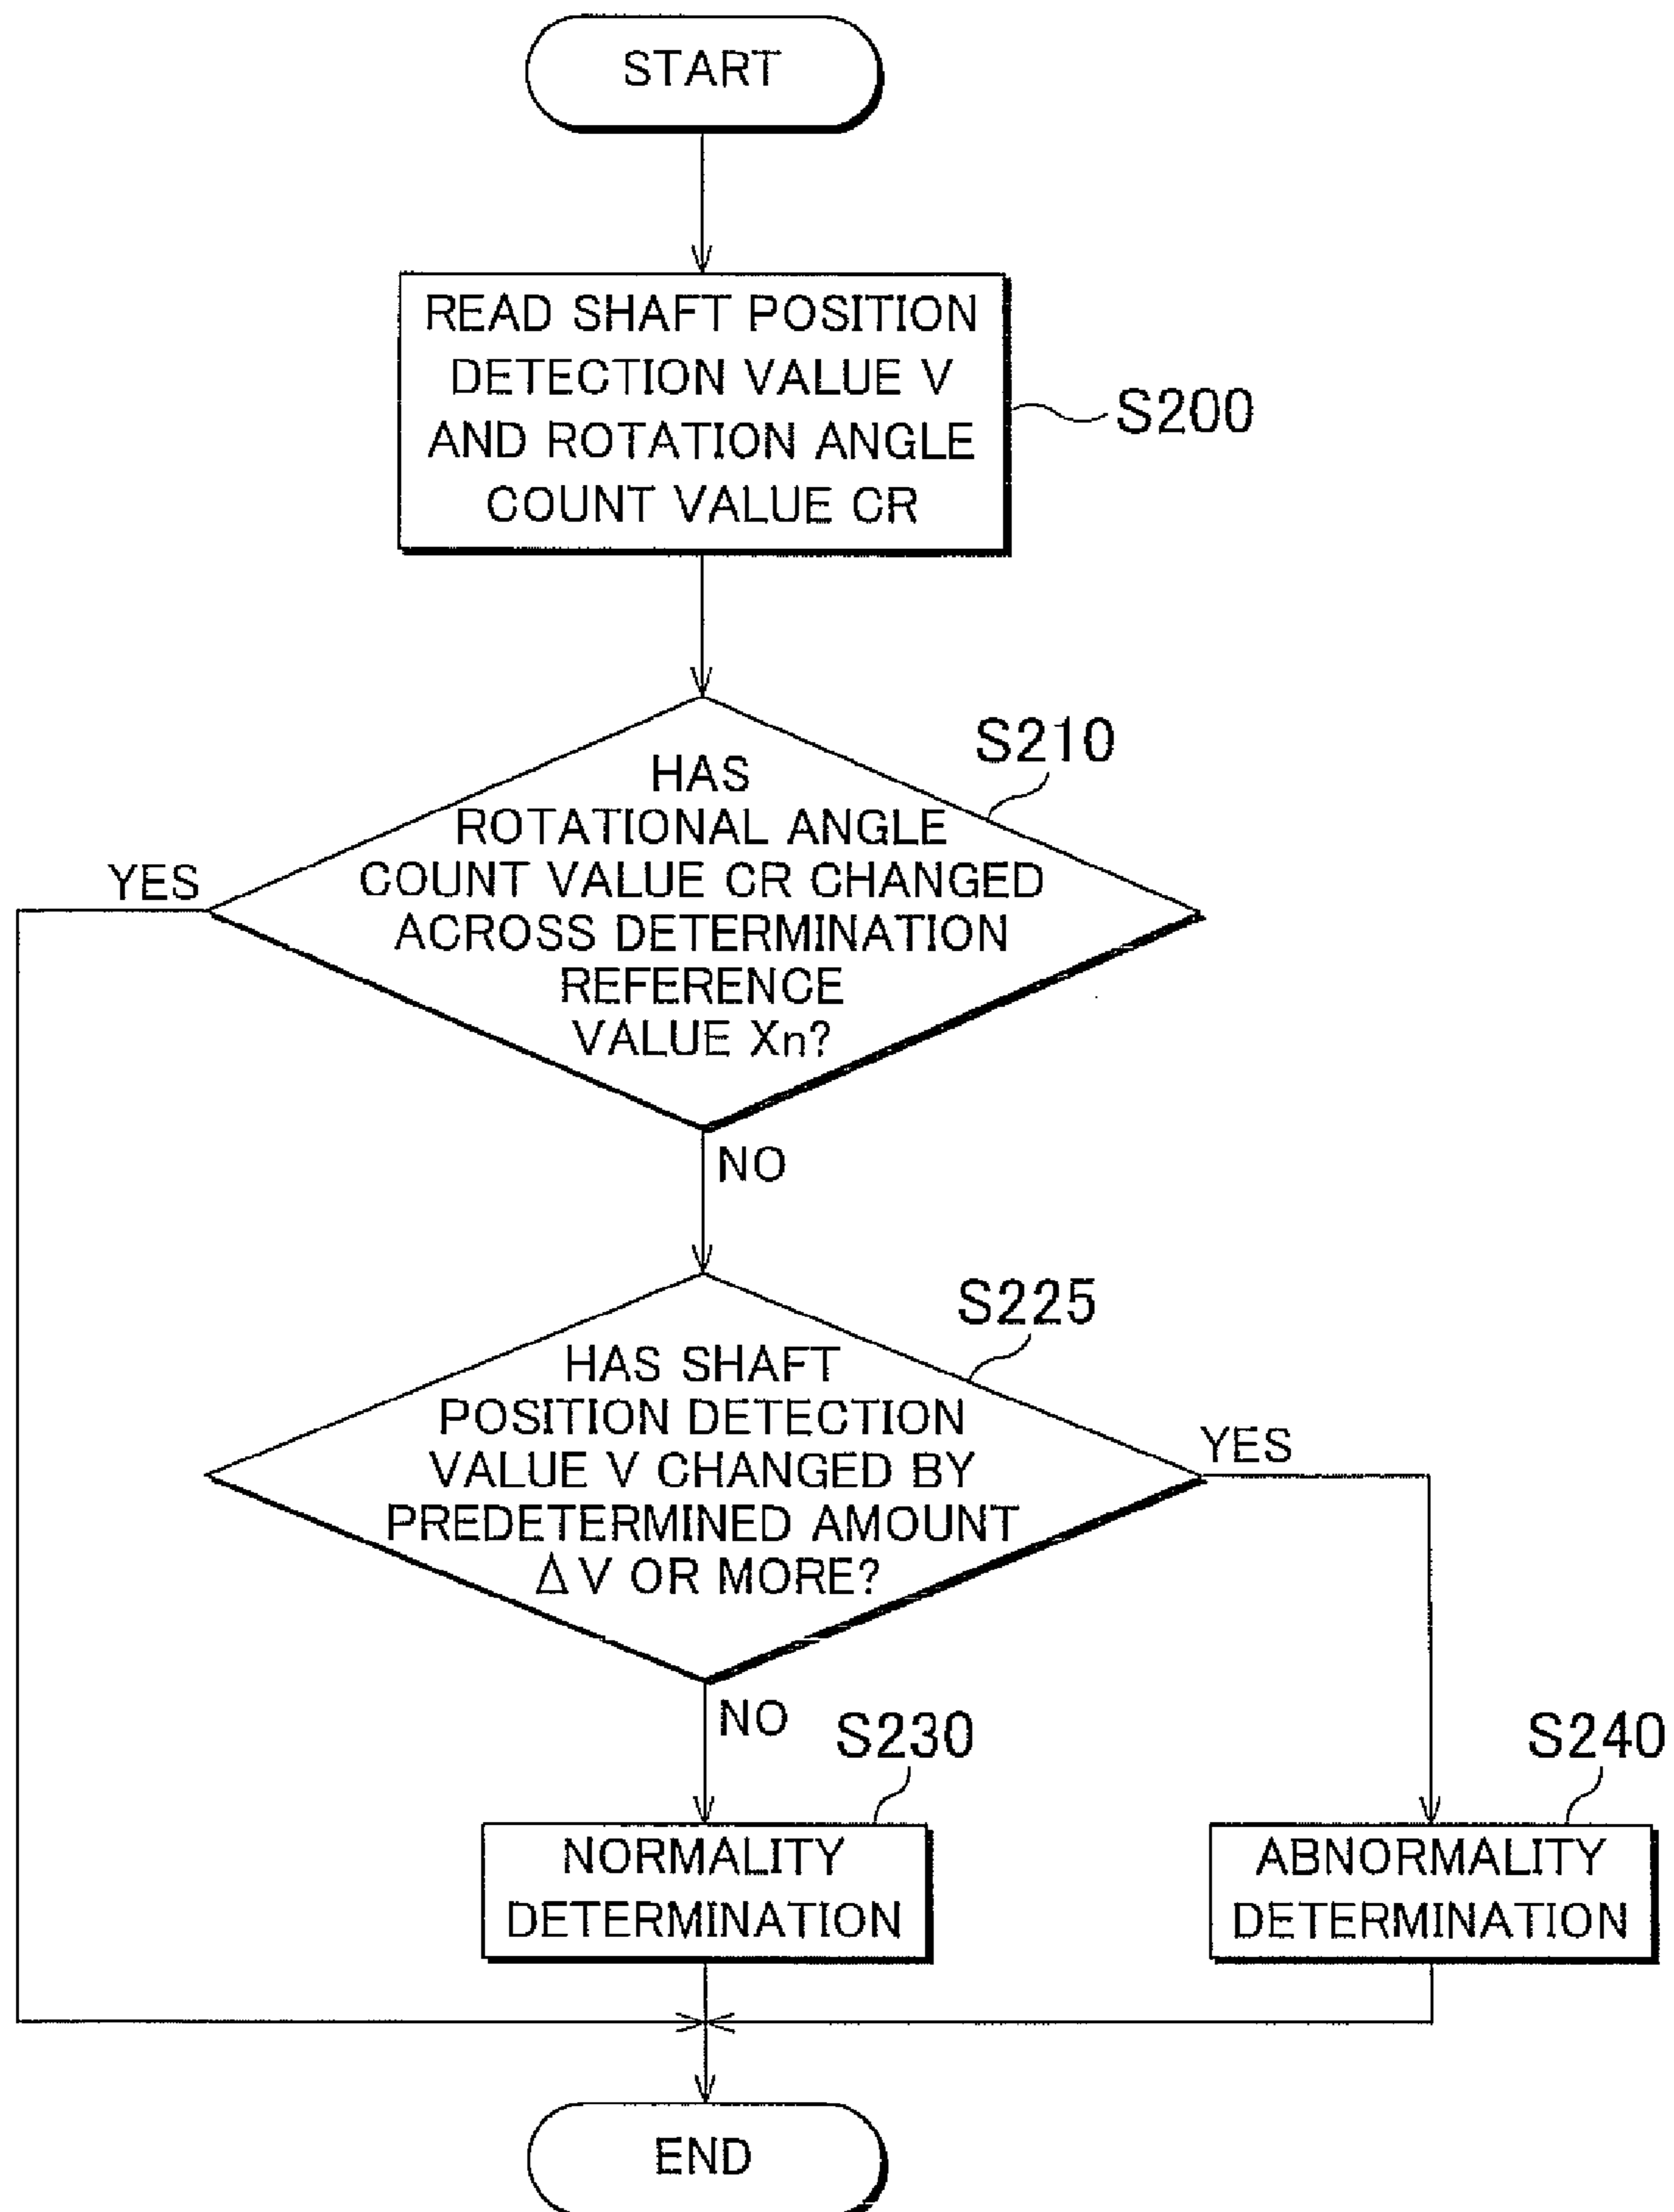 START
READ SHAFT POSITION
DETECTION VALUE V
AND ROTATION ANGLE
COUNT VALUE CR
S200
S210
HAS
ROTATIONAL ANGLE
COUNT VALUE CR CHANGED
ACROSS DETERMINATION
REFERENCE
VALUE Xn?
YES
NO
S225
HAS SHAFT
POSITION DETECTION
VALUE V CHANGED BY
PREDETERMINED AMOUNT
ΔV OR MORE?
YES
NO
S230
NORMALITY
DETERMINATION
S240
ABNORMALITY
DETERMINATION
END